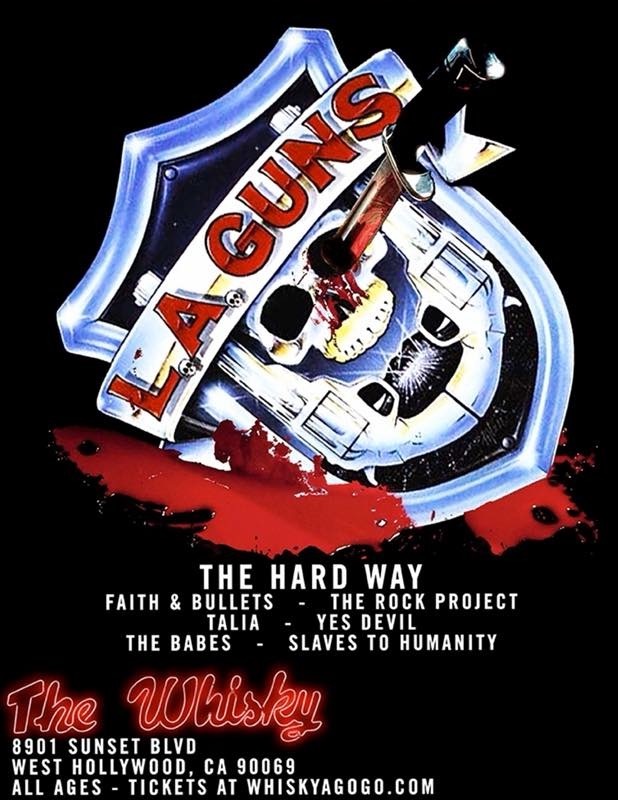 L.A. GUNS
THE HARD WAY
FAITH & BULLETS - THE ROCK PROJECT
TALIA - YES DEVIL
THE BABES - SLAVES TO HUMANITY
The Whisky
8901 SUNSET BLVD
WEST HOLLYWOOD, CA 90069
ALL AGES - TICKETS AT WHISKYAGOGO.COM